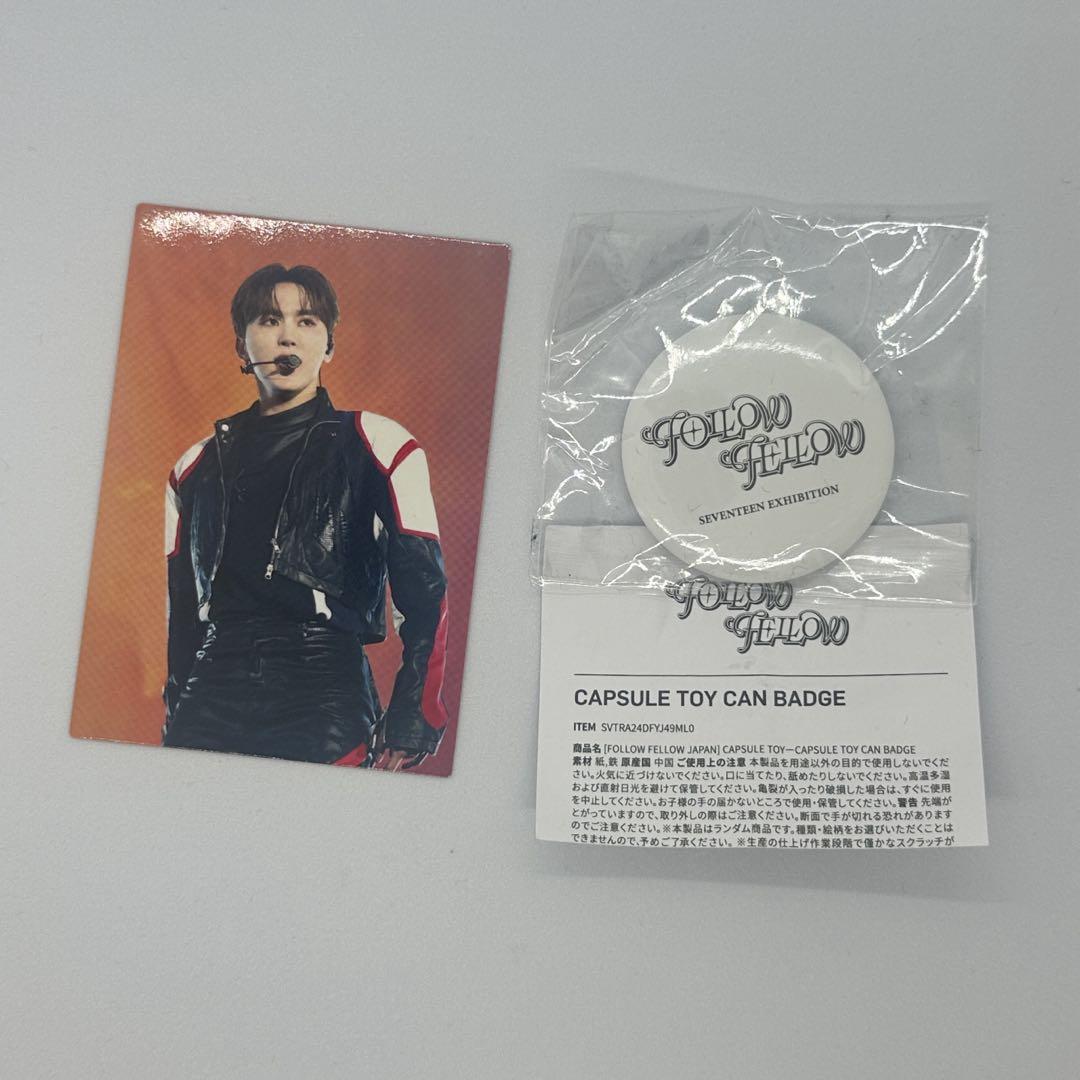 FOLLOW
FELLOW
SEVENTEEN EXHIBITION
FOLLOW
FELLOW
CAPSULE TOY CAN BADGE
ITEM SVTRA24DFYJ49ML0
商品名 [FOLLOW FELLOW JAPAN] CAPSULE TOY－CAPSULE TOY CAN BADGE
素材 紙,鉄 原産国 中国 ご使用上の注意 本製品を用途以外の目的で使用しないでくだ
さい。火気に近づけないでください。口に当てたり、舐めたりしないでください。高温多湿
および直射日光を避けて保管してください。亀裂が入ったり破損した場合は、すぐに使用
を中止してください。お子様の手の届かないところで使用・保管してください。警告 先端が
とがっていますので、取り外しの際はご注意ください。断面で手が切れる恐れがあります
のでご注意ください。※本製品はランダム商品です。種類・絵柄をお選びいただくことは
できませんので、予めご了承ください。※生産の仕上げ作業段階で僅かなスクラッチが